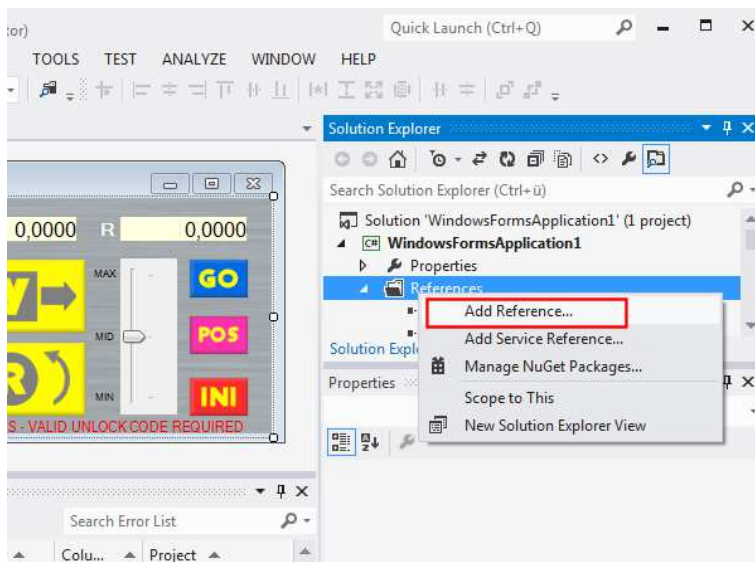 tor)
Quick Launch (Ctrl+Q)
TOOLS TEST ANALYZE WINDOW HELP
Solution Explorer
Search Solution Explorer (Ctrl+ü)
Solution 'WindowsFormsApplication1' (1 project)
C# WindowsFormsApplication1
Properties
References
Add Reference...
Add Service Reference...
Manage NuGet Packages...
Scope to This
New Solution Explorer View
Solution Expl
Properties
0,0000 R 0,0000
MAX
MID
MIN
GO
POS
INI
R
S - VALID UNLOCK CODE REQUIRED
Search Error List
Colu... Project